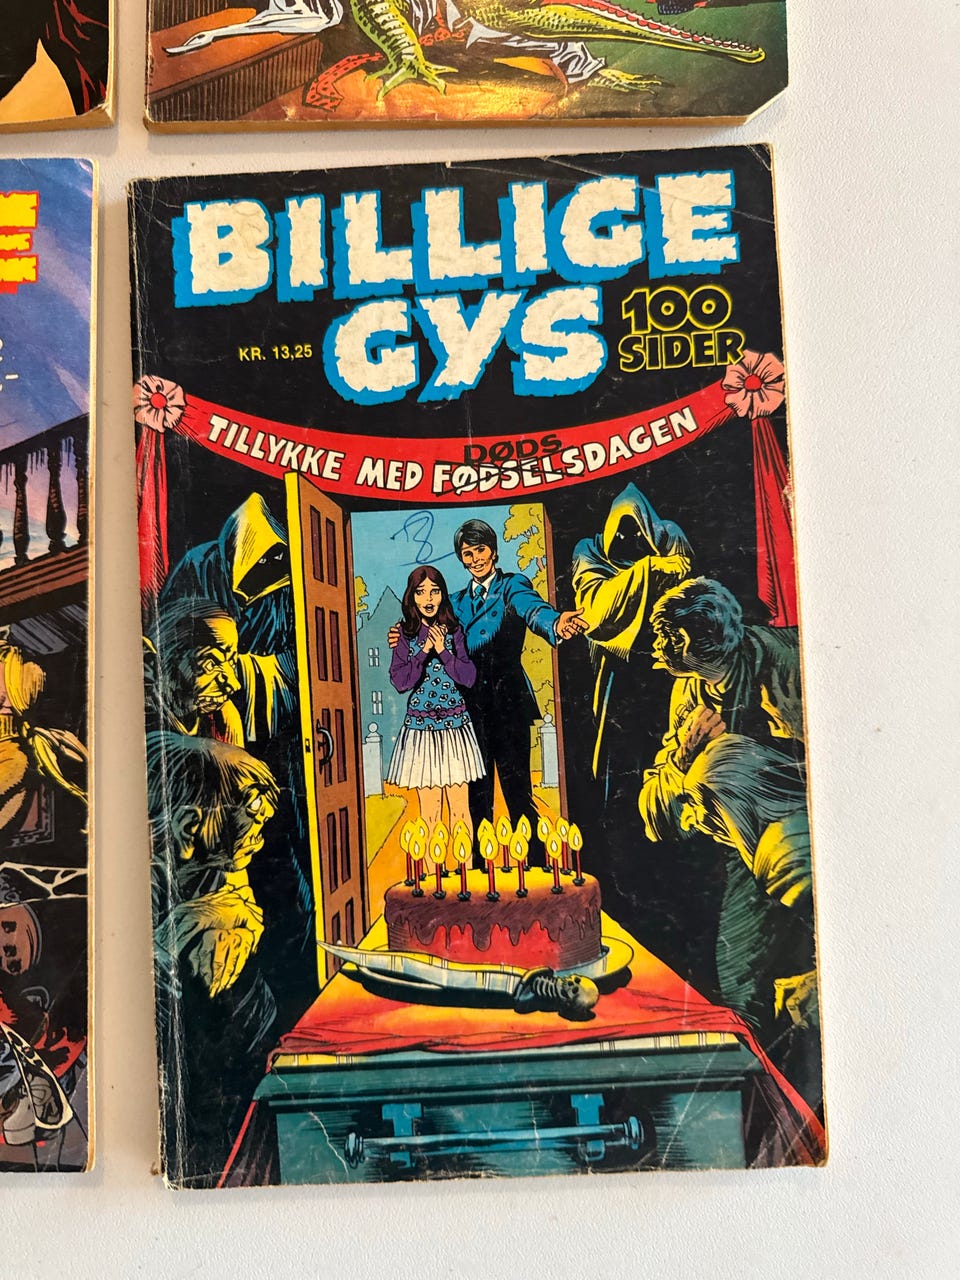 BILLIGE
GYS
100
SIDER
KR. 13,25
DØDS
TILLYKKE MED FØDSELSDAGEN